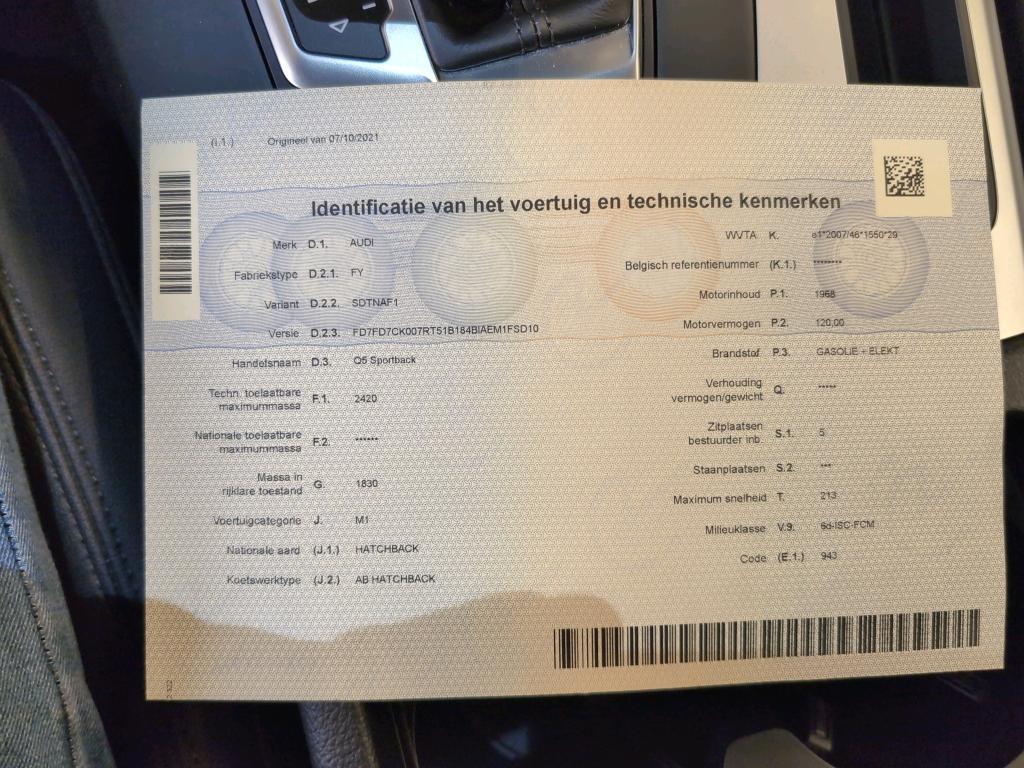 (i.1.) Origineel van 07/10/2021
Identificatie van het voertuig en technische kenmerken
Merk D.1. AUDI
Fabriekstype D.2.1. FY
Variant D.2.2. SDTNAF1
Versie D.2.3. FD7FD7CK007RT51B184BIAEM1FSD10
Handelsnaam D.3. Q5 Sportback
Techn. toelaatbare
maximummassa F.1. 2420
Nationale toelaatbare
maximummassa F.2. ******
Massa in
rijklare toestand G. 1830
Voertuigcategorie J. M1
Nationale aard (J.1.) HATCHBACK
Koetswerktype (J.2.) AB HATCHBACK
WVTA K. e1*2007/46*1550*29
Belgisch referentienummer (K.1.) ********
Motorinhoud P.1. 1968
Motorvermogen P.2. 120,00
Brandstof P.3. GASOLIE - ELEKT
Verhouding
vermogen/gewicht Q. *****
Zitplaatsen
bestuurder inb. S.1. 5
Staanplaatsen S.2. ***
Maximum snelheid T. 213
Milieuklasse V.9. 6d-ISC-FCM
Code (E.1.) 943